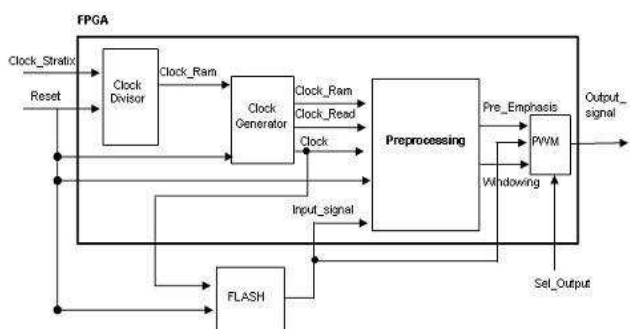 FPGA
Clock_Stratix
Reset
Clock
Divisor
Clock_Ram
Clock
Generator
Clock_Ram
Clock_Read
Clock
Input_signal
Preprocessing
Pre_Emphasis
Windowing
PWM
Output_
signal
FLASH
Sel_Output